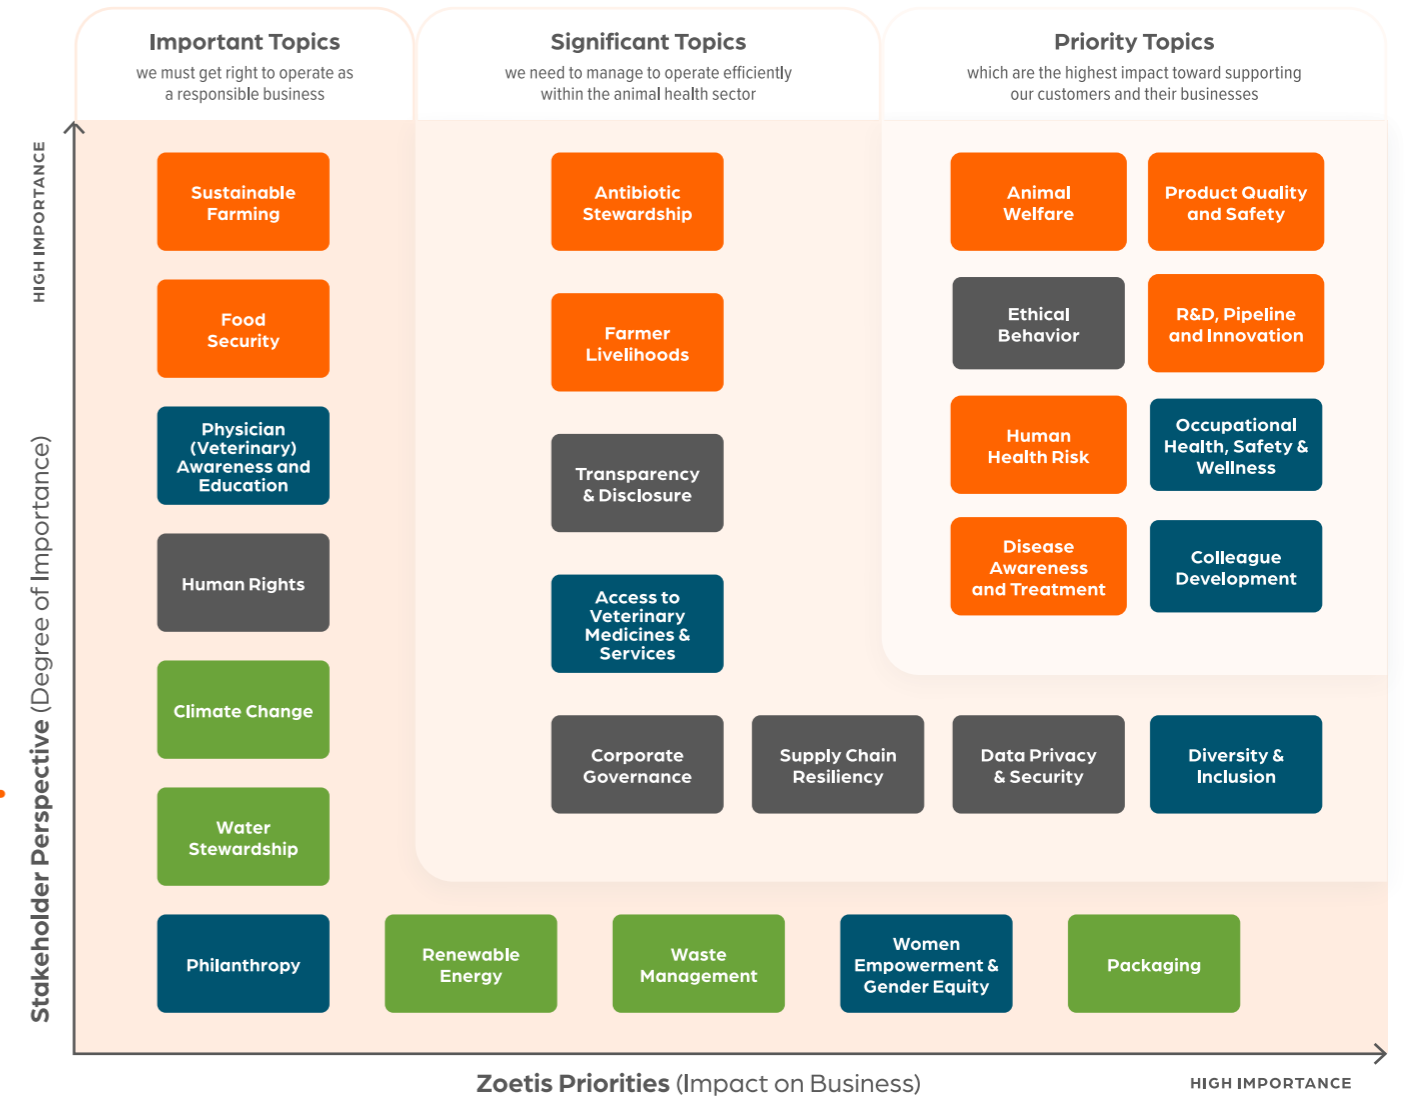 Important Topics
we must get right to operate as
a responsible business
Significant Topics
we need to manage to operate efficiently
within the animal health sector
Priority Topics
which are the highest impact toward supporting
our customers and their businesses
HIGH IMPORTANCE
Stakeholder Perspective (Degree of Importance)
Sustainable
Farming
Antibiotic
Stewardship
Animal
Welfare
Product Quality
and Safety
Food
Security
Farmer
Livelihoods
Ethical
Behavior
R&D, Pipeline
and Innovation
Physician
(Veterinary)
Awareness and
Education
Transparency
& Disclosure
Human
Health Risk
Occupational
Health, Safety &
Wellness
Human Rights
Access to
Veterinary
Medicines &
Services
Disease
Awareness
and Treatment
Colleague
Development
Climate Change
Corporate
Governance
Supply Chain
Resiliency
Data Privacy
& Security
Diversity &
Inclusion
Water
Stewardship
Philanthropy
Renewable
Energy
Waste
Management
Women
Empowerment &
Gender Equity
Packaging
Zoetis Priorities (Impact on Business)
HIGH IMPORTANCE